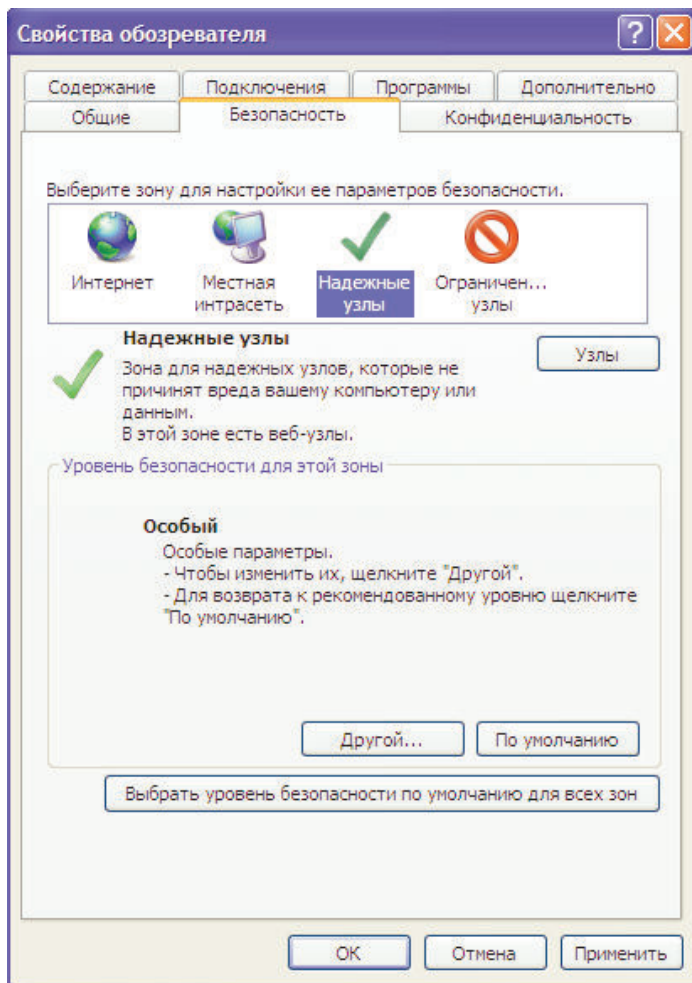 Свойства обозревателя
Содержание
Подключения
Программы
Дополнительно
Общие
Безопасность
Конфиденциальность
Выберите зону для настройки ее параметров безопасности.
Интернет
Местная
интрасеть
Надежные
узлы
Ограничен...
узлы
Надежные узлы
Узлы
Зона для надежных узлов, которые не
причинят вреда вашему компьютеру или
данным.
В этой зоне есть веб-узлы.
Уровень безопасности для этой зоны
Особый
Особые параметры.
- Чтобы изменить их, щелкните "Другой".
- Для возврата к рекомендованному уровню щелкните
"По умолчанию".
Другой...
По умолчанию
Выбрать уровень безопасности по умолчанию для всех зон
ОК
Отмена
Применить